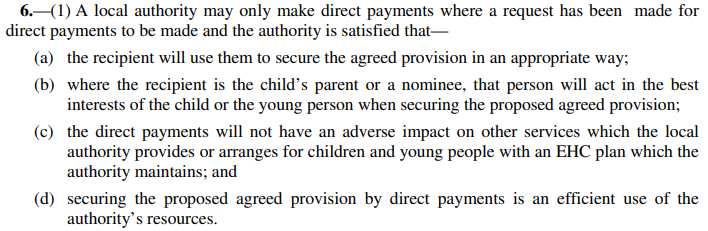 6.—(1) A local authority may only make direct payments where a request has been made for
direct payments to be made and the authority is satisfied that—
(a) the recipient will use them to secure the agreed provision in an appropriate way;
(b) where the recipient is the child’s parent or a nominee, that person will act in the best
interests of the child or the young person when securing the proposed agreed provision;
(c) the direct payments will not have an adverse impact on other services which the local
authority provides or arranges for children and young people with an EHC plan which the
authority maintains; and
(d) securing the proposed agreed provision by direct payments is an efficient use of the
authority’s resources.